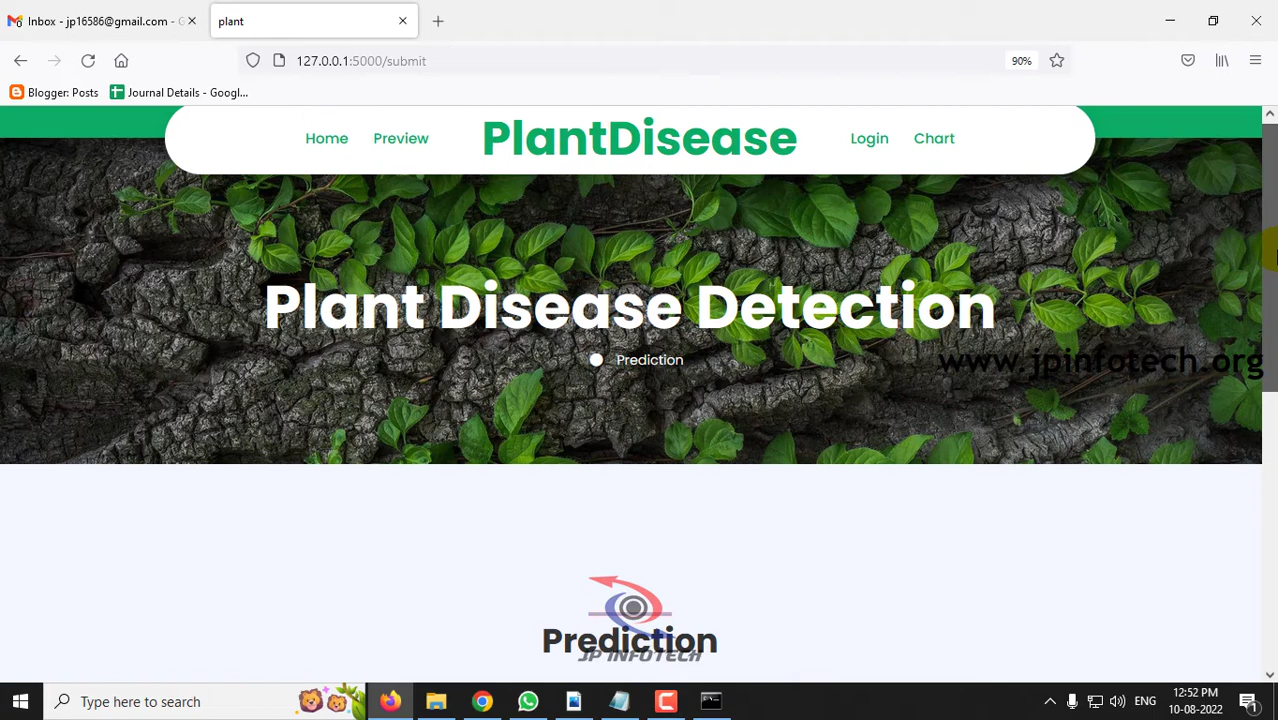 Inbox - jp16586@gmail.com - G
plant
127.0.0.1:5000/submit
90%
Blogger: Posts
Journal Details - Googl...
Home
Preview
PlantDisease
Login
Chart
Plant Disease Detection
Prediction
www.jpinfotech.org
Prediction
JP INFOTECH
Type here to search
ENG
12:52 PM
10-08-2022
1